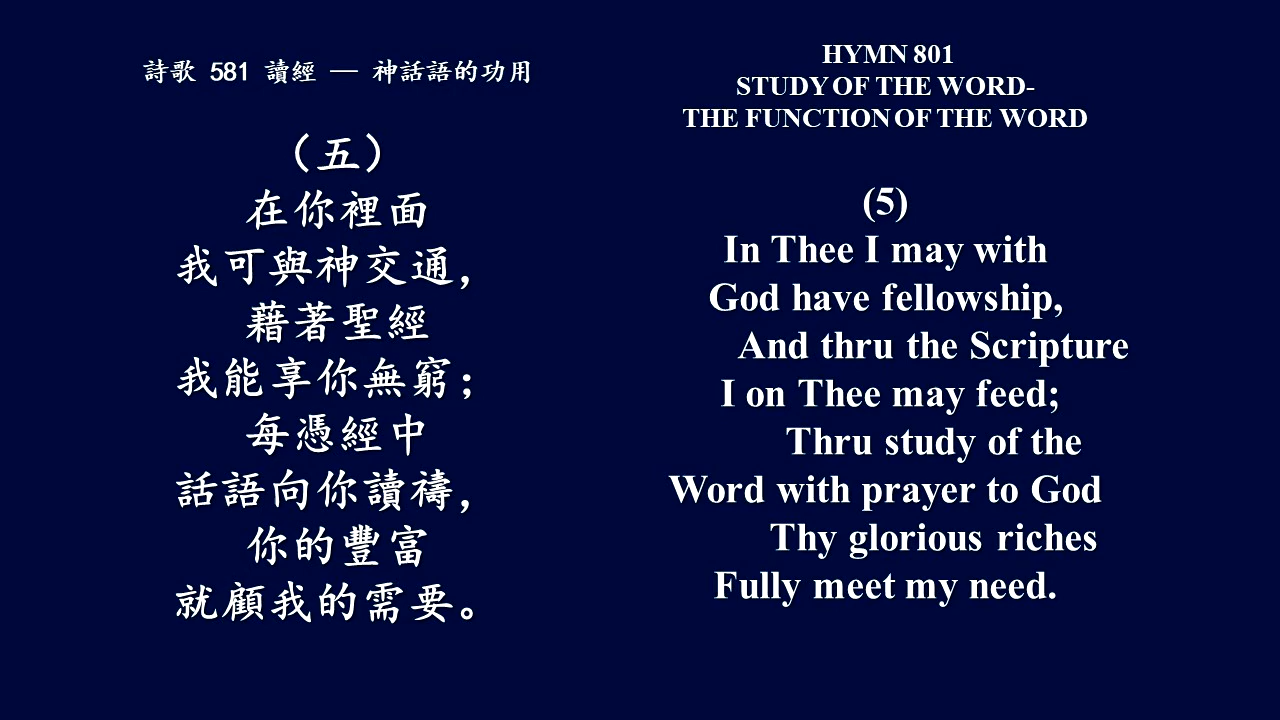 詩歌 581 讀經 — 神話語的功用
（五）
在你裡面
我可與神交通，
藉著聖經
我能享你無窮；
每憑經中
話語向你讀禱，
你的豐富
就顧我的需要。
HYMN 801
STUDY OF THE WORD-
THE FUNCTION OF THE WORD
(5)
In Thee I may with
God have fellowship,
And thru the Scripture
I on Thee may feed;
Thru study of the
Word with prayer to God
Thy glorious riches
Fully meet my need.